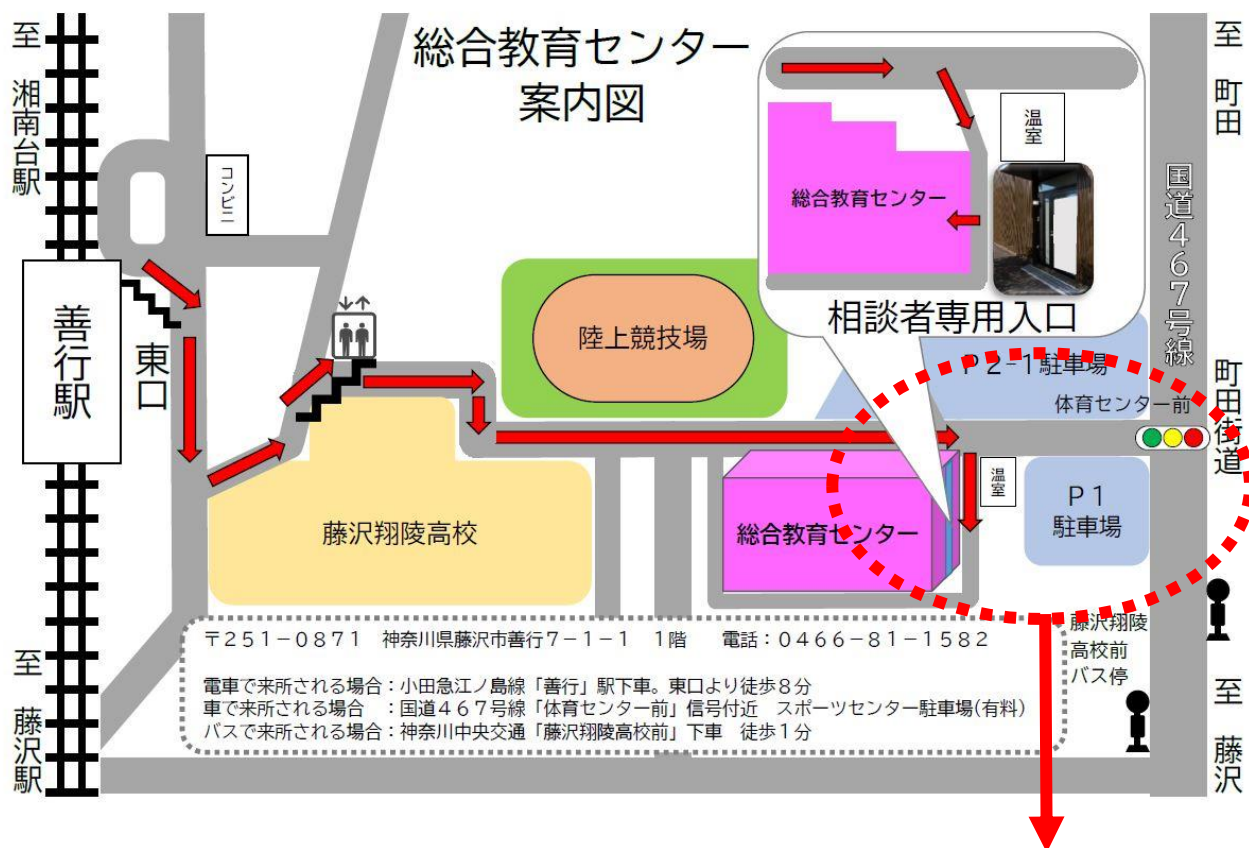 総合教育センター
案内図
至 湘南台駅
コンビニ
善行駅
東口
至 藤沢駅
陸上競技場
藤沢翔陵高校
総合教育センター
温室
相談者専用入口
P2-1駐車場
体育センター前
総合教育センター
温室
P1
駐車場
至 町田
国道467号線
町田街道
藤沢翔陵
高校前
バス停
至 藤沢
〒251-0871 神奈川県藤沢市善行7-1-1 1階 電話:0466-81-1582
電車で来所される場合:小田急江ノ島線「善行」駅下車。東口より徒歩8分
車で来所される場合 :国道467号線「体育センター前」信号付近 スポーツセンター駐車場(有料)
バスで来所される場合:神奈川中央交通「藤沢翔陵高校前」下車 徒歩1分